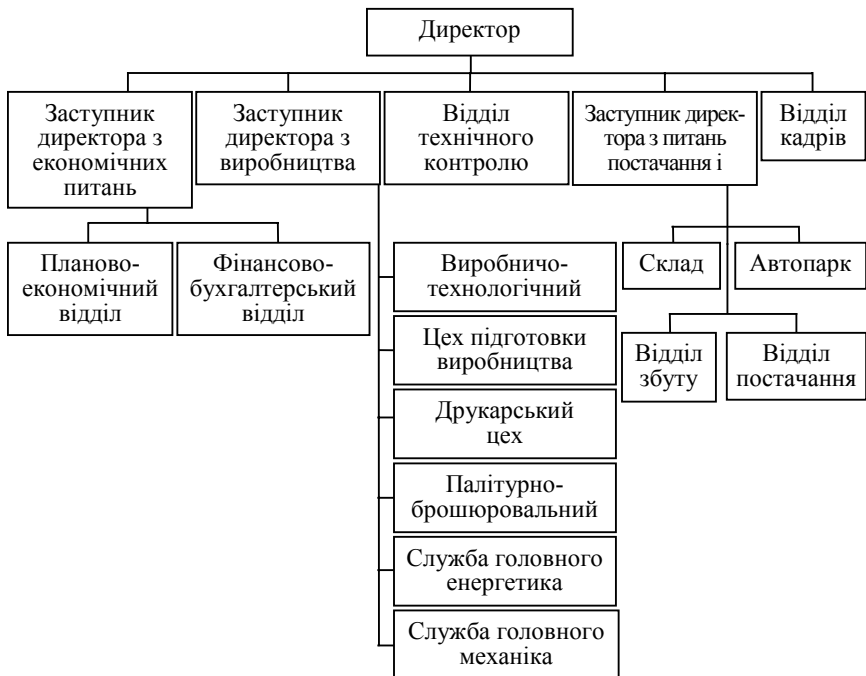 Директор
Заступник
директора з
економічних
питань
Заступник
директора з
виробництва
Відділ
технічного
контролю
Заступник дирек-
тора з питань
постачання і
Відділ
кадрів
Планово-
економічний
відділ
Фінансово-
бухгалтерський
відділ
Виробничо-
технологічний
Цех підготовки
виробництва
Друкарський
цех
Палітурно-
брошюровальний
Служба головного
енергетика
Служба головного
механіка
Склад
Автопарк
Відділ
збуту
Відділ
постачання